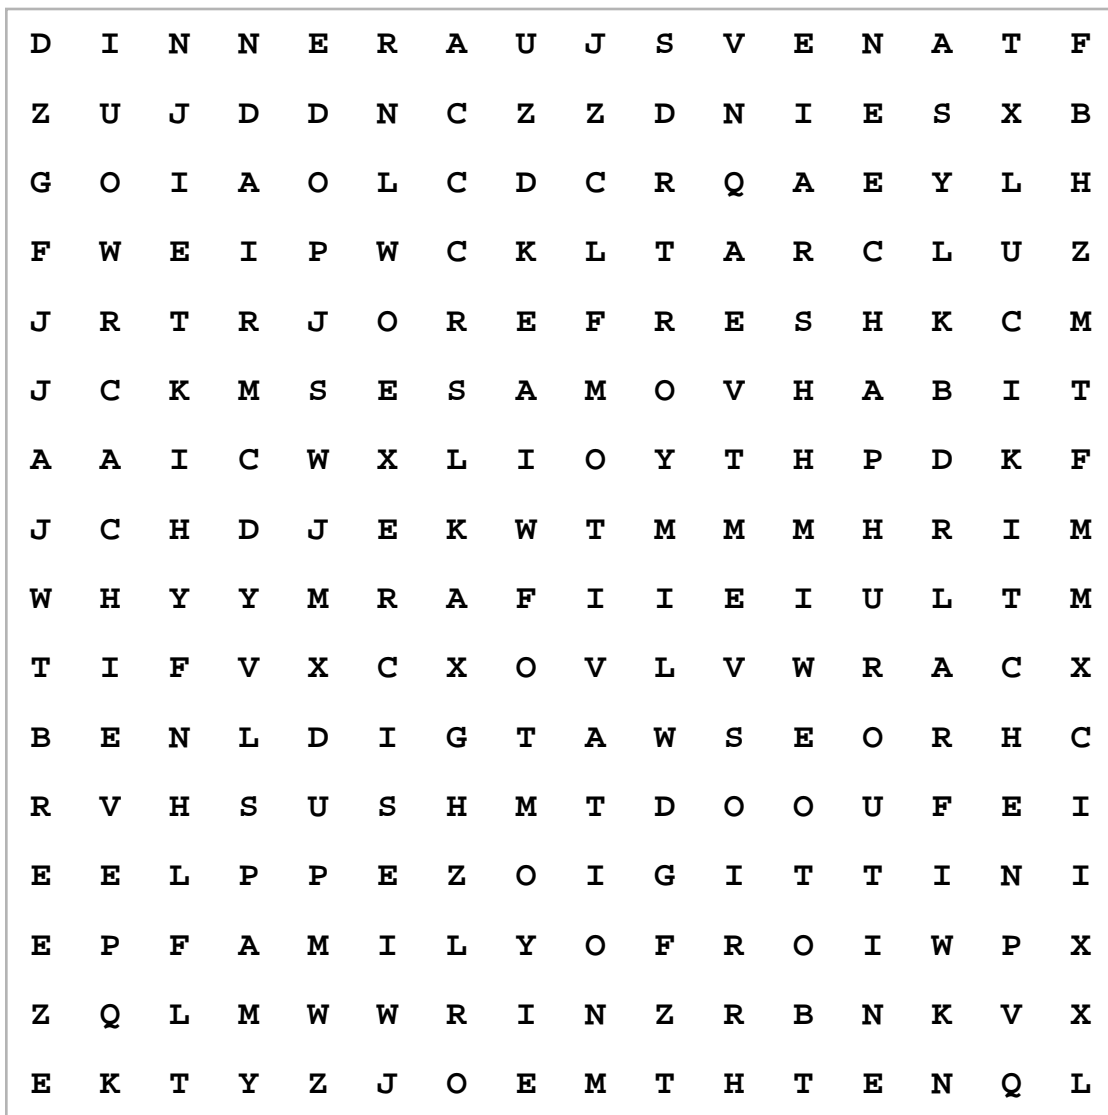 D I N N E R A U J S V E N A T F
Z U J D D N C Z Z D N I E S X B
G O I A O L C D C R Q A E Y L H
F W E I P W C K L T A R C L U Z
J R T R J O R E F R E S H K C M
J C K M S E S A M O V H A B I T
A A I C W X L I O Y T H P D K F
J C H D J E K W T M M M H R I M
W H Y Y M R A F I I E I U L T M
T I F V X C X O V L V W R A C X
B E N L D I G T A W S E O R H C
R V H S U S H M T D O O U F E I
E E L P P E Z O I G I T T I N I
E P F A M I L Y O F R O I W P X
Z Q L M W W R I N Z R B N K V X
E K T Y Z J O E M T H T E N Q L